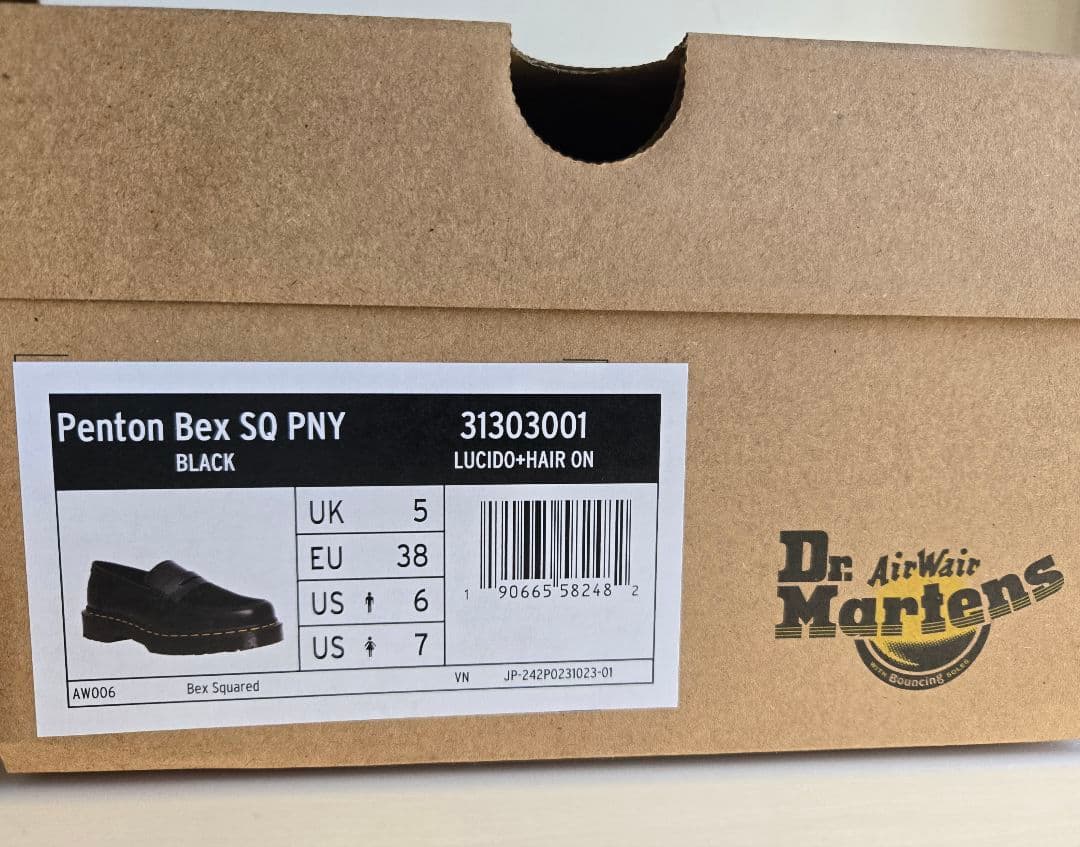 Penton Bex SQ PNY 31303001
BLACK LUCIDO+HAIR ON
UK 5
EU 38
US 6
US 7
1 90665 58248 2
AW006 Bex Squared VN JP-242P0231023-01
Dr. AirWair
Martens
WITH Bouncing SOLES